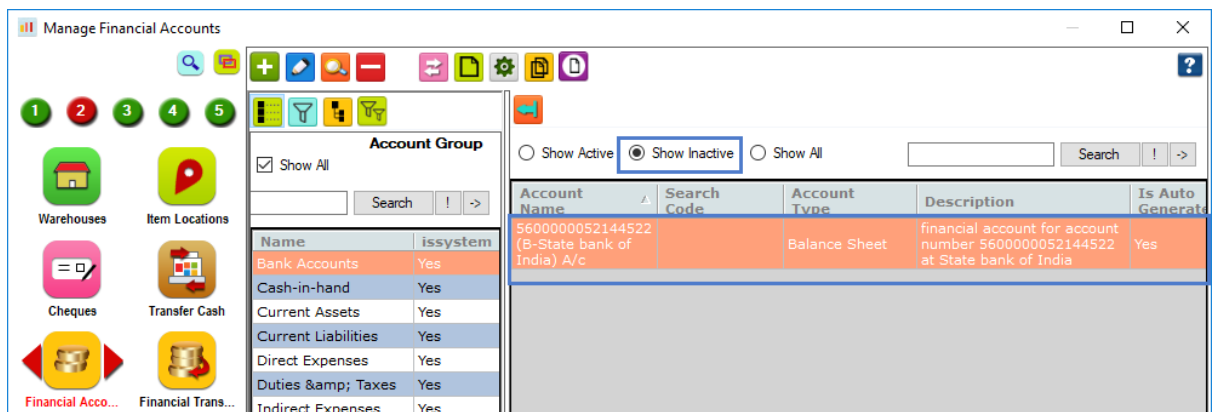 Manage Financial Accounts
?
1 2 3 4 5
Account Group
Show All
Search ! ->
Show Active Show Inactive Show All Search ! ->
Warehouses Item Locations
Cheques Transfer Cash
Financial Acco... Financial Trans...
Name issystem
Bank Accounts Yes
Cash-in-hand Yes
Current Assets Yes
Current Liabilities Yes
Direct Expenses Yes
Duties &amp; Taxes Yes
Indirect Expenses Yes
Account Name Search Code Account Type Description Is Auto Generate
5600000052144522
(B-State bank of
India) A/c
Balance Sheet
financial account for account
number 5600000052144522
at State bank of India
Yes